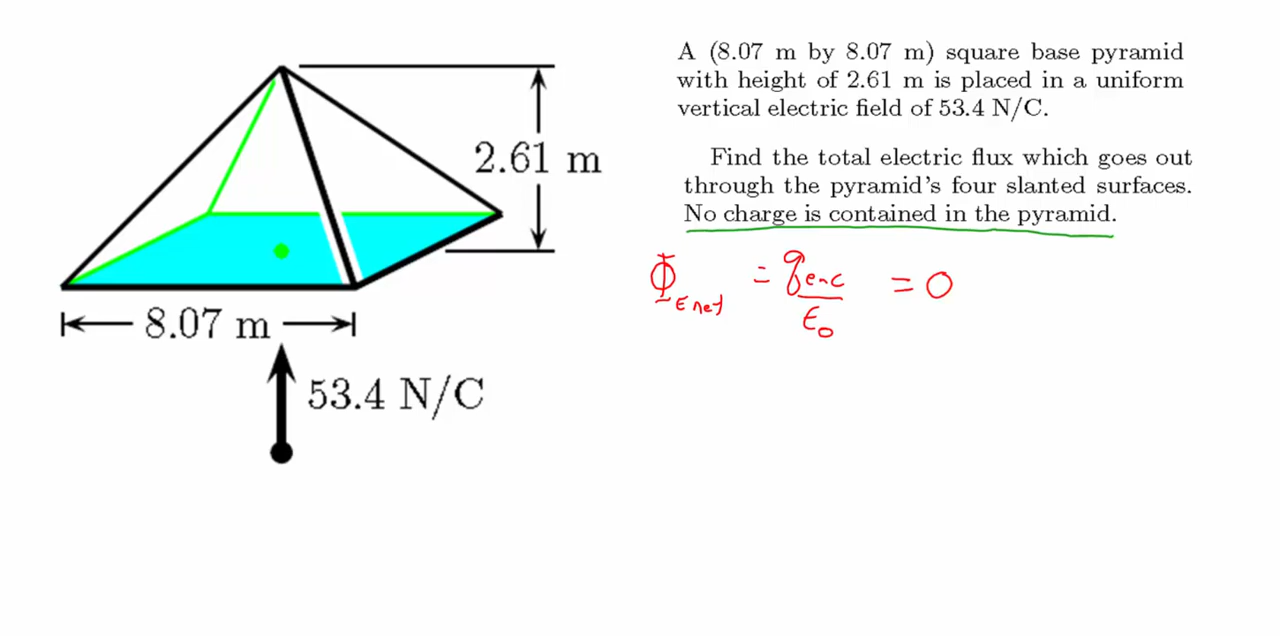 A (8.07 m by 8.07 m) square base pyramid
with height of 2.61 m is placed in a uniform
vertical electric field of 53.4 N/C.
Find the total electric flux which goes out
through the pyramid's four slanted surfaces.
No charge is contained in the pyramid.
Φ_E net = q_enc / ε_0 = 0
2.61 m
8.07 m
53.4 N/C